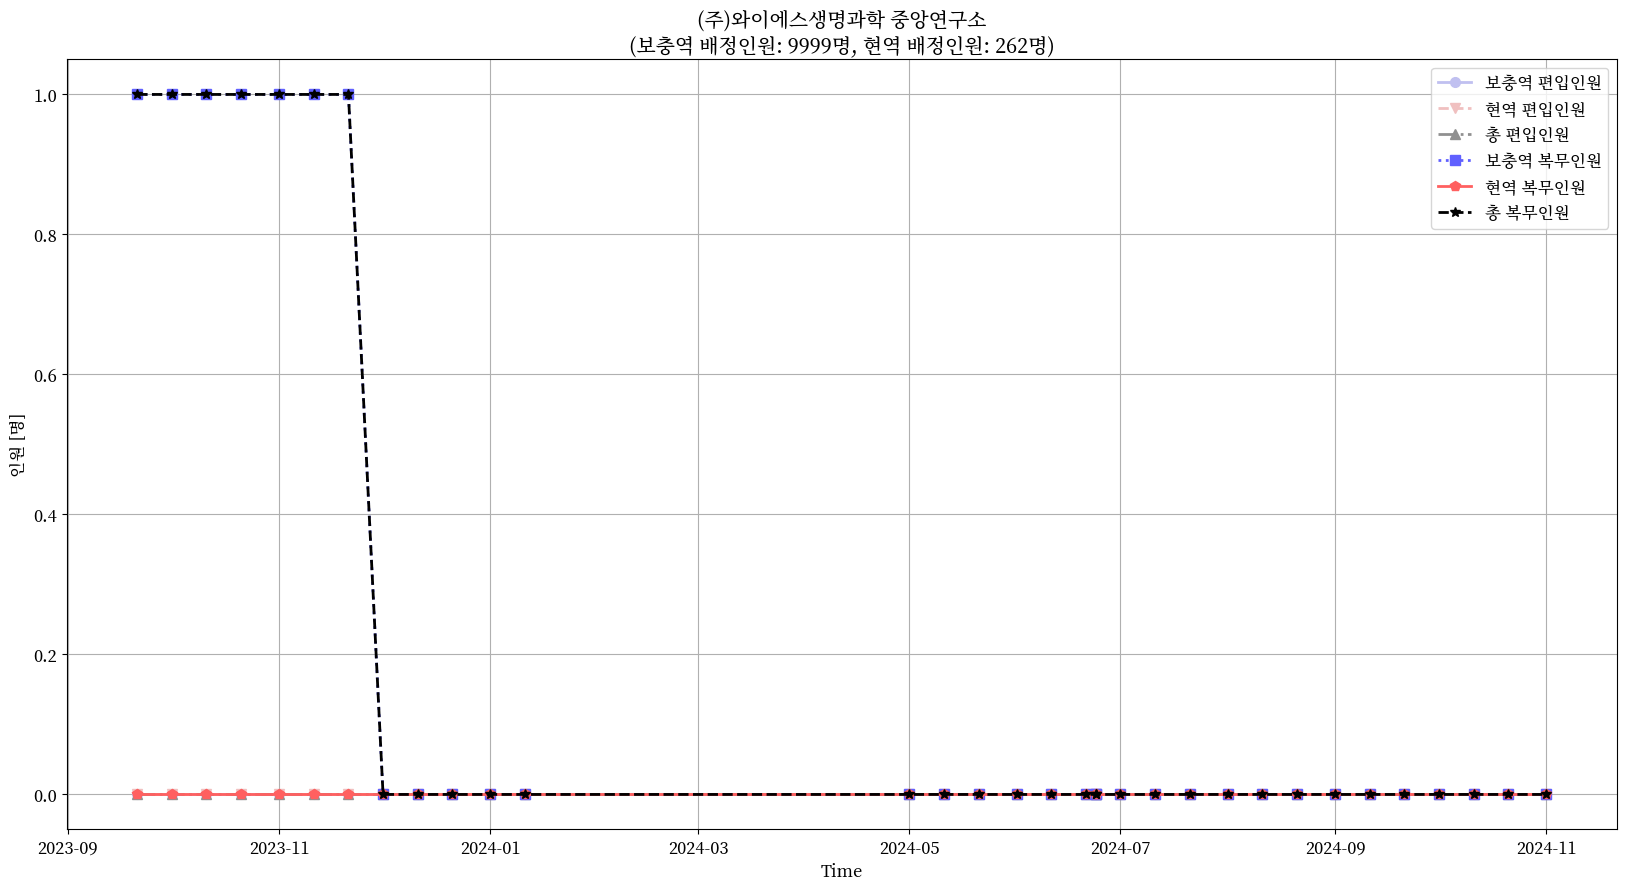 (주)와이에스생명과학 중앙연구소
(보충역 배정인원: 9999명, 현역 배정인원: 262명)
보충역 편입인원
현역 편입인원
총 편입인원
보충역 복무인원
현역 복무인원
총 복무인원
1.0
0.8
0.6
0.4
0.2
0.0
인원 [명]
2023-09
2023-11
2024-01
2024-03
2024-05
2024-07
2024-09
2024-11
Time